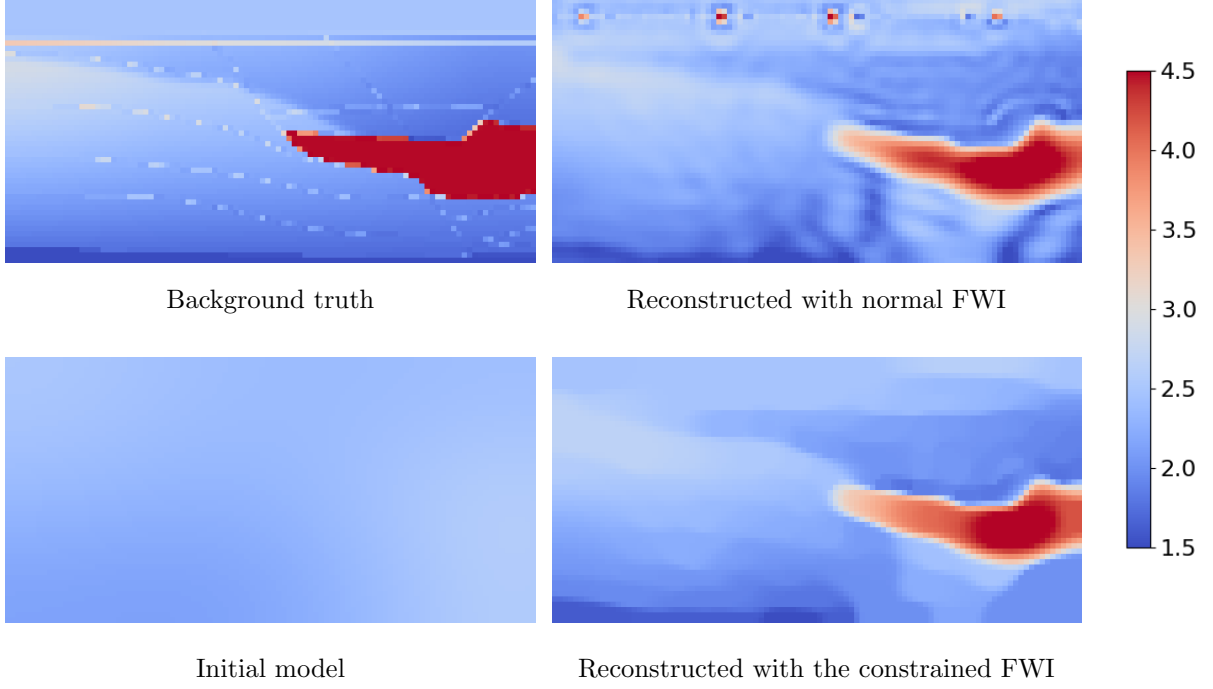 Background truth
Reconstructed with normal FWI
4.5
4.0
3.5
3.0
2.5
2.0
1.5
Initial model
Reconstructed with the constrained FWI